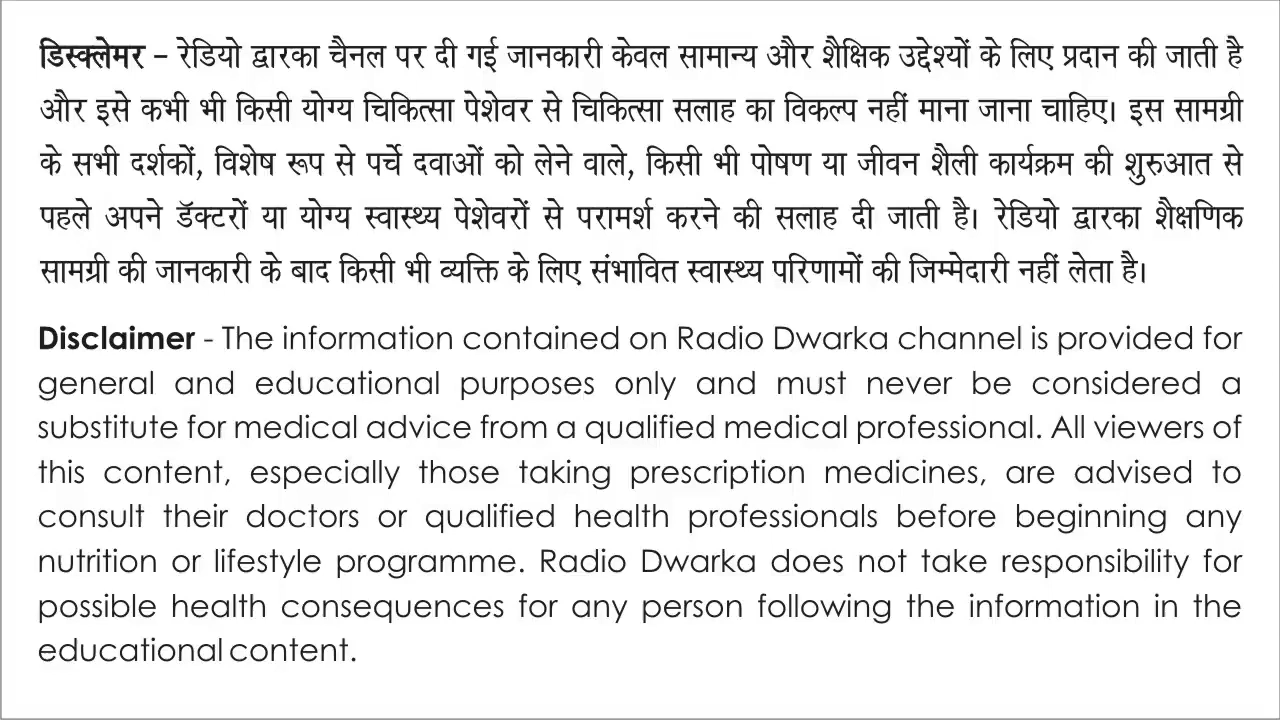 डिस्क्लेमर – रेडियो द्वारका चैनल पर दी गई जानकारी केवल सामान्य और शैक्षिक उद्देश्यों के लिए प्रदान की जाती है
और इसे कभी भी किसी योग्य चिकित्सा पेशेवर से चिकित्सा सलाह का विकल्प नहीं माना जाना चाहिए। इस सामग्री
के सभी दर्शकों, विशेष रूप से पर्चे दवाओं को लेने वाले, किसी भी पोषण या जीवन शैली कार्यक्रम की शुरुआत से
पहले अपने डॅक्टरों या योग्य स्वास्थ्य पेशेवरों से परामर्श करने की सलाह दी जाती है। रेडियो द्वारका शैक्षणिक
सामग्री की जानकारी के बाद किसी भी व्यक्ति के लिए संभावित स्वास्थ्य परिणामों की जिम्मेदारी नहीं लेता है।
Disclaimer - The information contained on Radio Dwarka channel is provided for
general and educational purposes only and must never be considered a
substitute for medical advice from a qualified medical professional. All viewers of
this content, especially those taking prescription medicines, are advised to
consult their doctors or qualified health professionals before beginning any
nutrition or lifestyle programme. Radio Dwarka does not take responsibility for
possible health consequences for any person following the information in the
educational content.